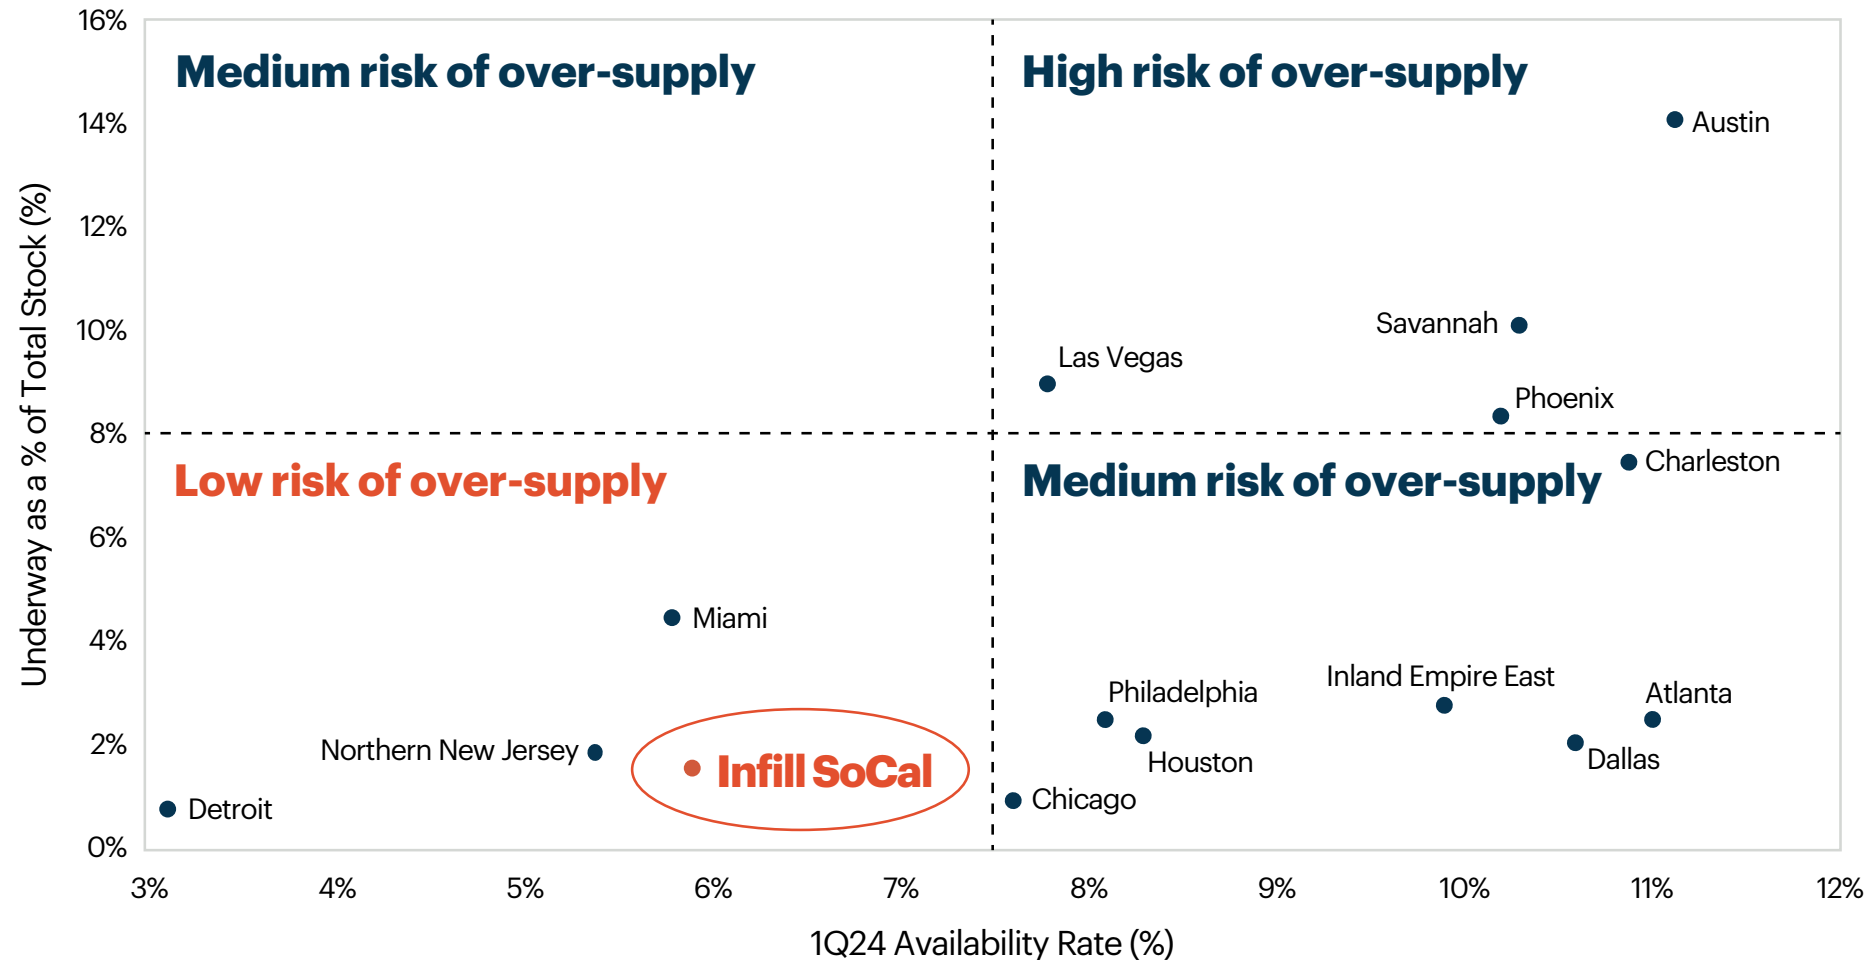 16%
Medium risk of over-supply
High risk of over-supply
14%
Austin
12%
10%
Savannah
Las Vegas
Phoenix
8%
Low risk of over-supply
Medium risk of over-supply
Charleston
6%
Miami
4%
Inland Empire East
Philadelphia
Atlanta
2%
Northern New Jersey
Infill SoCal
Houston
Dallas
Chicago
Detroit
0%
Underway as a % of Total Stock (%)
3% 4% 5% 6% 7% 8% 9% 10% 11% 12%
1Q24 Availability Rate (%)